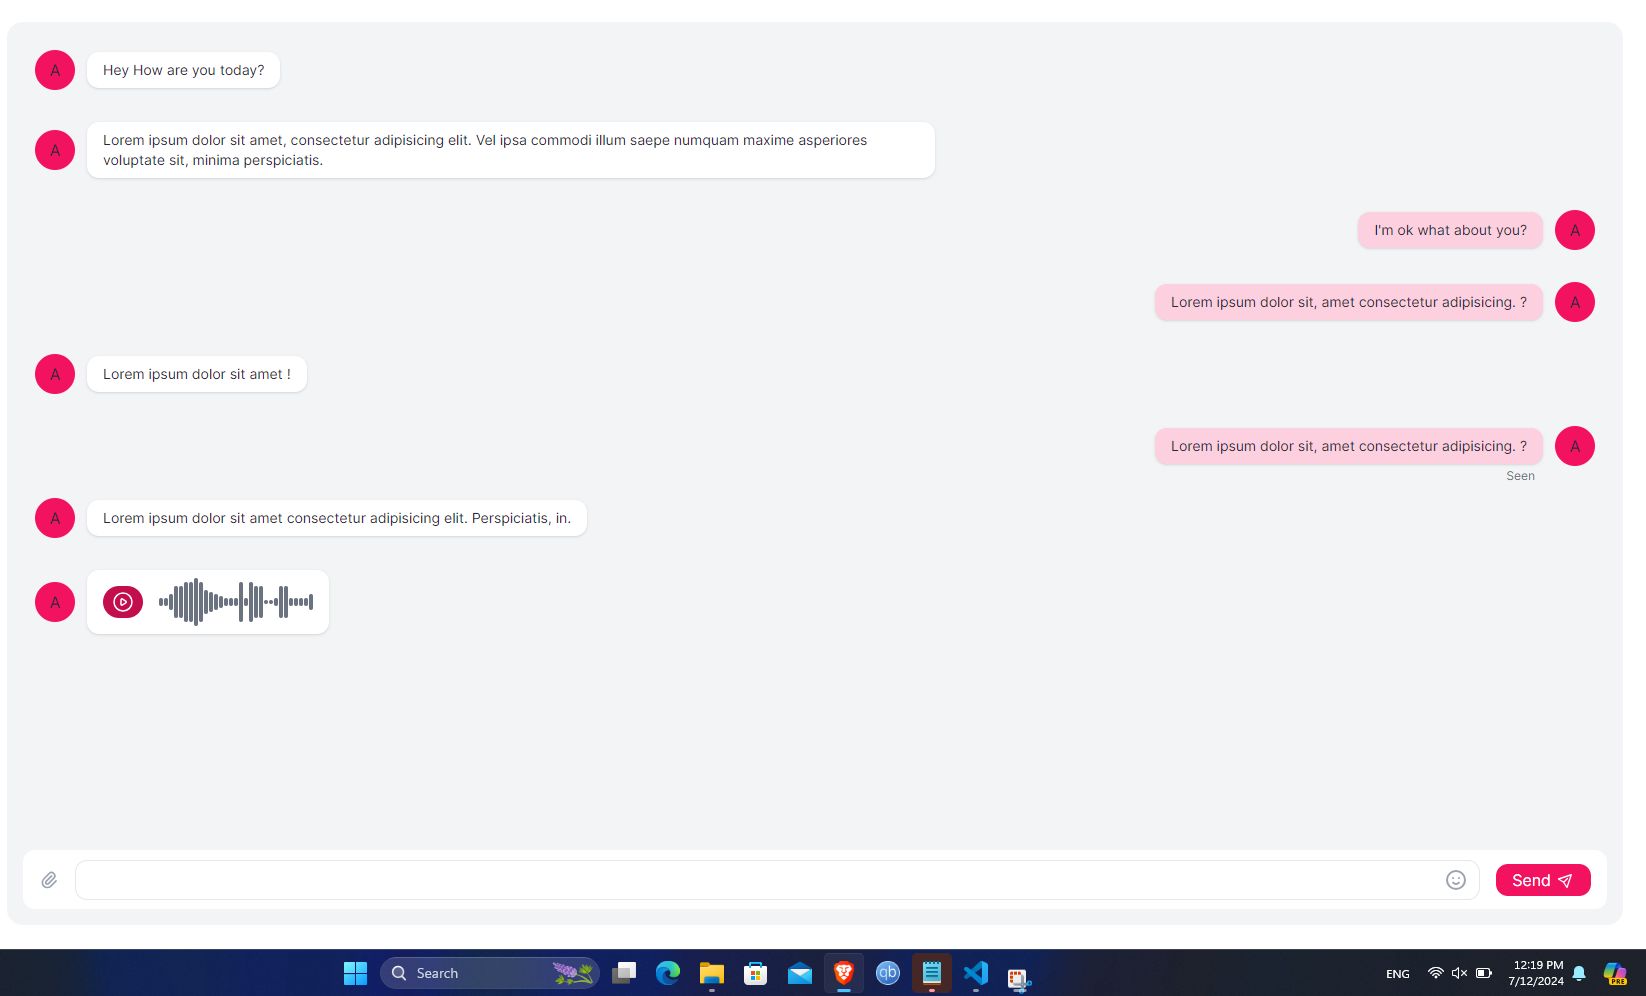 A
Hey How are you today?
A
Lorem ipsum dolor sit amet, consectetur adipisicing elit. Vel ipsa commodi illum saepe numquam maxime asperiores
voluptate sit, minima perspiciatis.
I'm ok what about you?
A
Lorem ipsum dolor sit, amet consectetur adipisicing. ?
A
A
Lorem ipsum dolor sit amet !
Lorem ipsum dolor sit, amet consectetur adipisicing. ?
A
Seen
A
Lorem ipsum dolor sit amet consectetur adipisicing elit. Perspiciatis, in.
A
Send
Search
qb
ENG
12:19 PM
7/12/2024
PRE